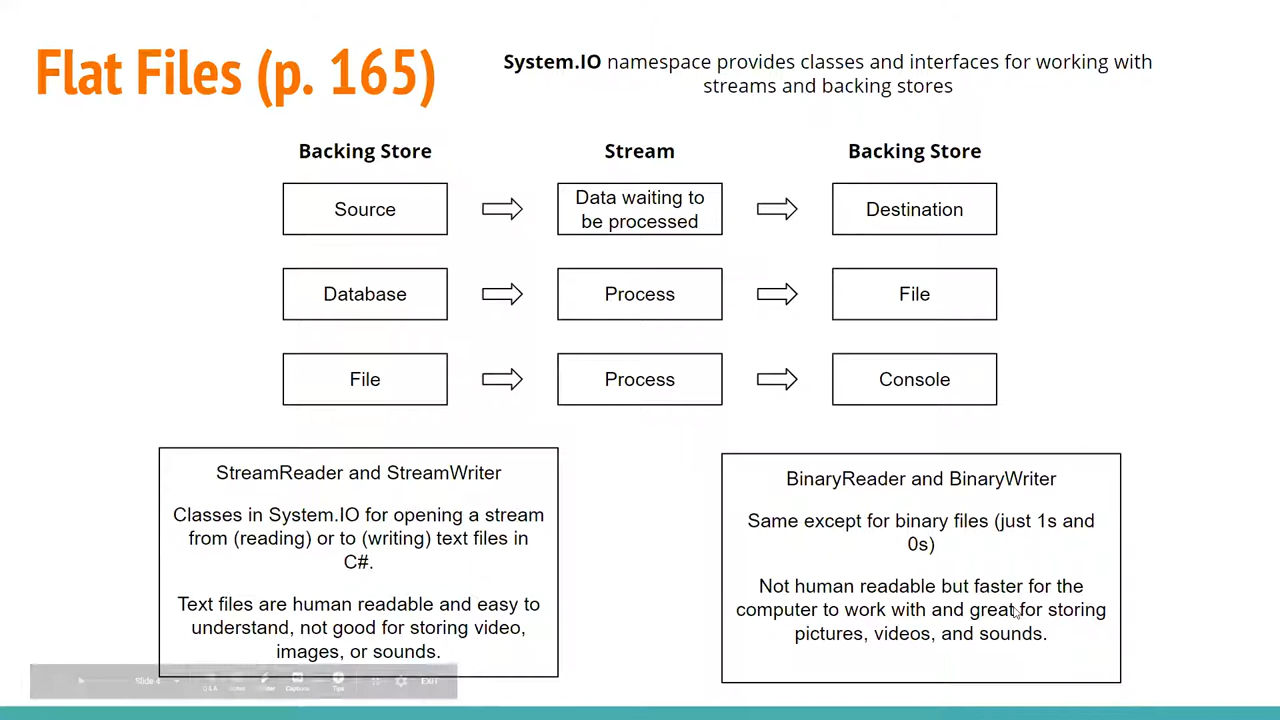 Flat Files (p. 165)
System.IO namespace provides classes and interfaces for working with
streams and backing stores
Backing Store
Stream
Backing Store
Source
Data waiting to
be processed
Destination
Database
Process
File
File
Process
Console
StreamReader and StreamWriter
Classes in System.IO for opening a stream
from (reading) or to (writing) text files in
C#.
Text files are human readable and easy to
understand, not good for storing video,
images, or sounds.
BinaryReader and BinaryWriter
Same except for binary files (just 1s and
0s)
Not human readable but faster for the
computer to work with and great for storing
pictures, videos, and sounds.
Slide 4
Captions
Tips
EXIT